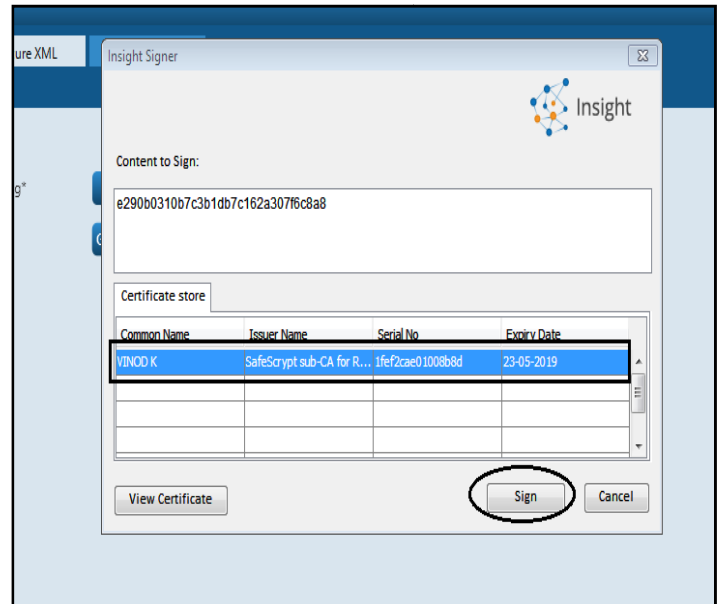 ure XML
Insight Signer
Insight
Content to Sign:
g*
e290b0310b7c3b1db7c162a307f6c8a8
G
Certificate store
Common Name Issuer Name Serial No Expiry Date
VINOD K SafeScrypt sub-CA for R... 1fef2cae01008b8d 23-05-2019
View Certificate Sign Cancel